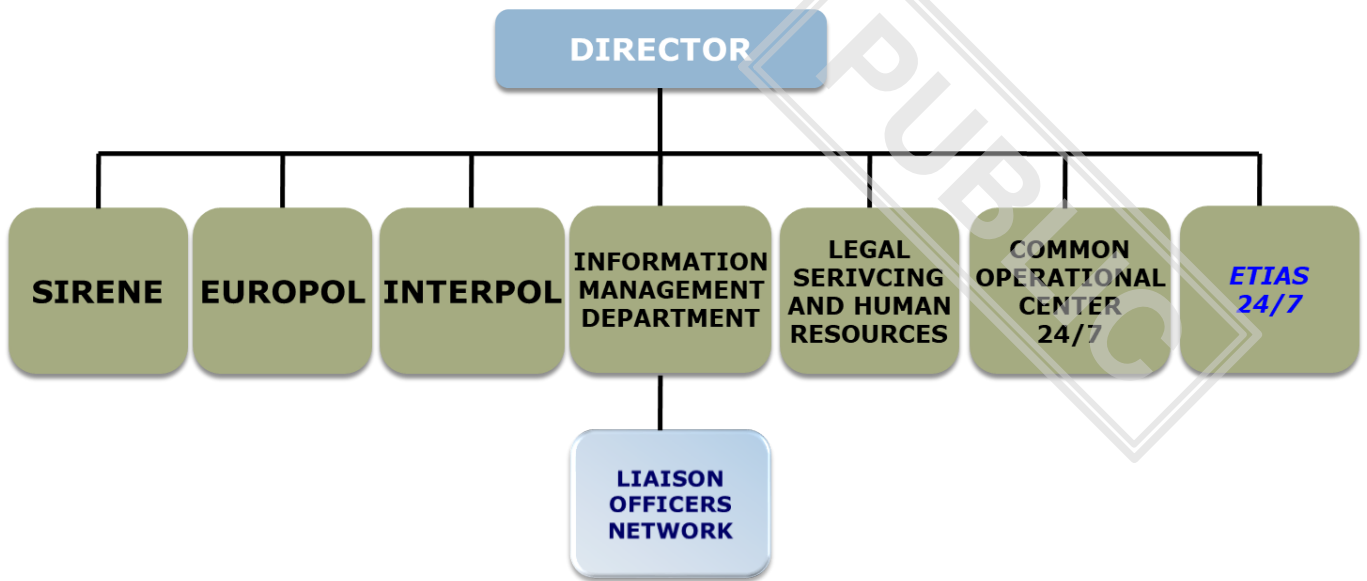 DIRECTOR
PUBLIC
SIRENE
EUROPOL
INTERPOL
INFORMATION
MANAGEMENT
DEPARTMENT
LEGAL
SERIVCING
AND HUMAN
RESOURCES
COMMON
OPERATIONAL
CENTER
24/7
ETIAS
24/7
LIAISON
OFFICERS
NETWORK